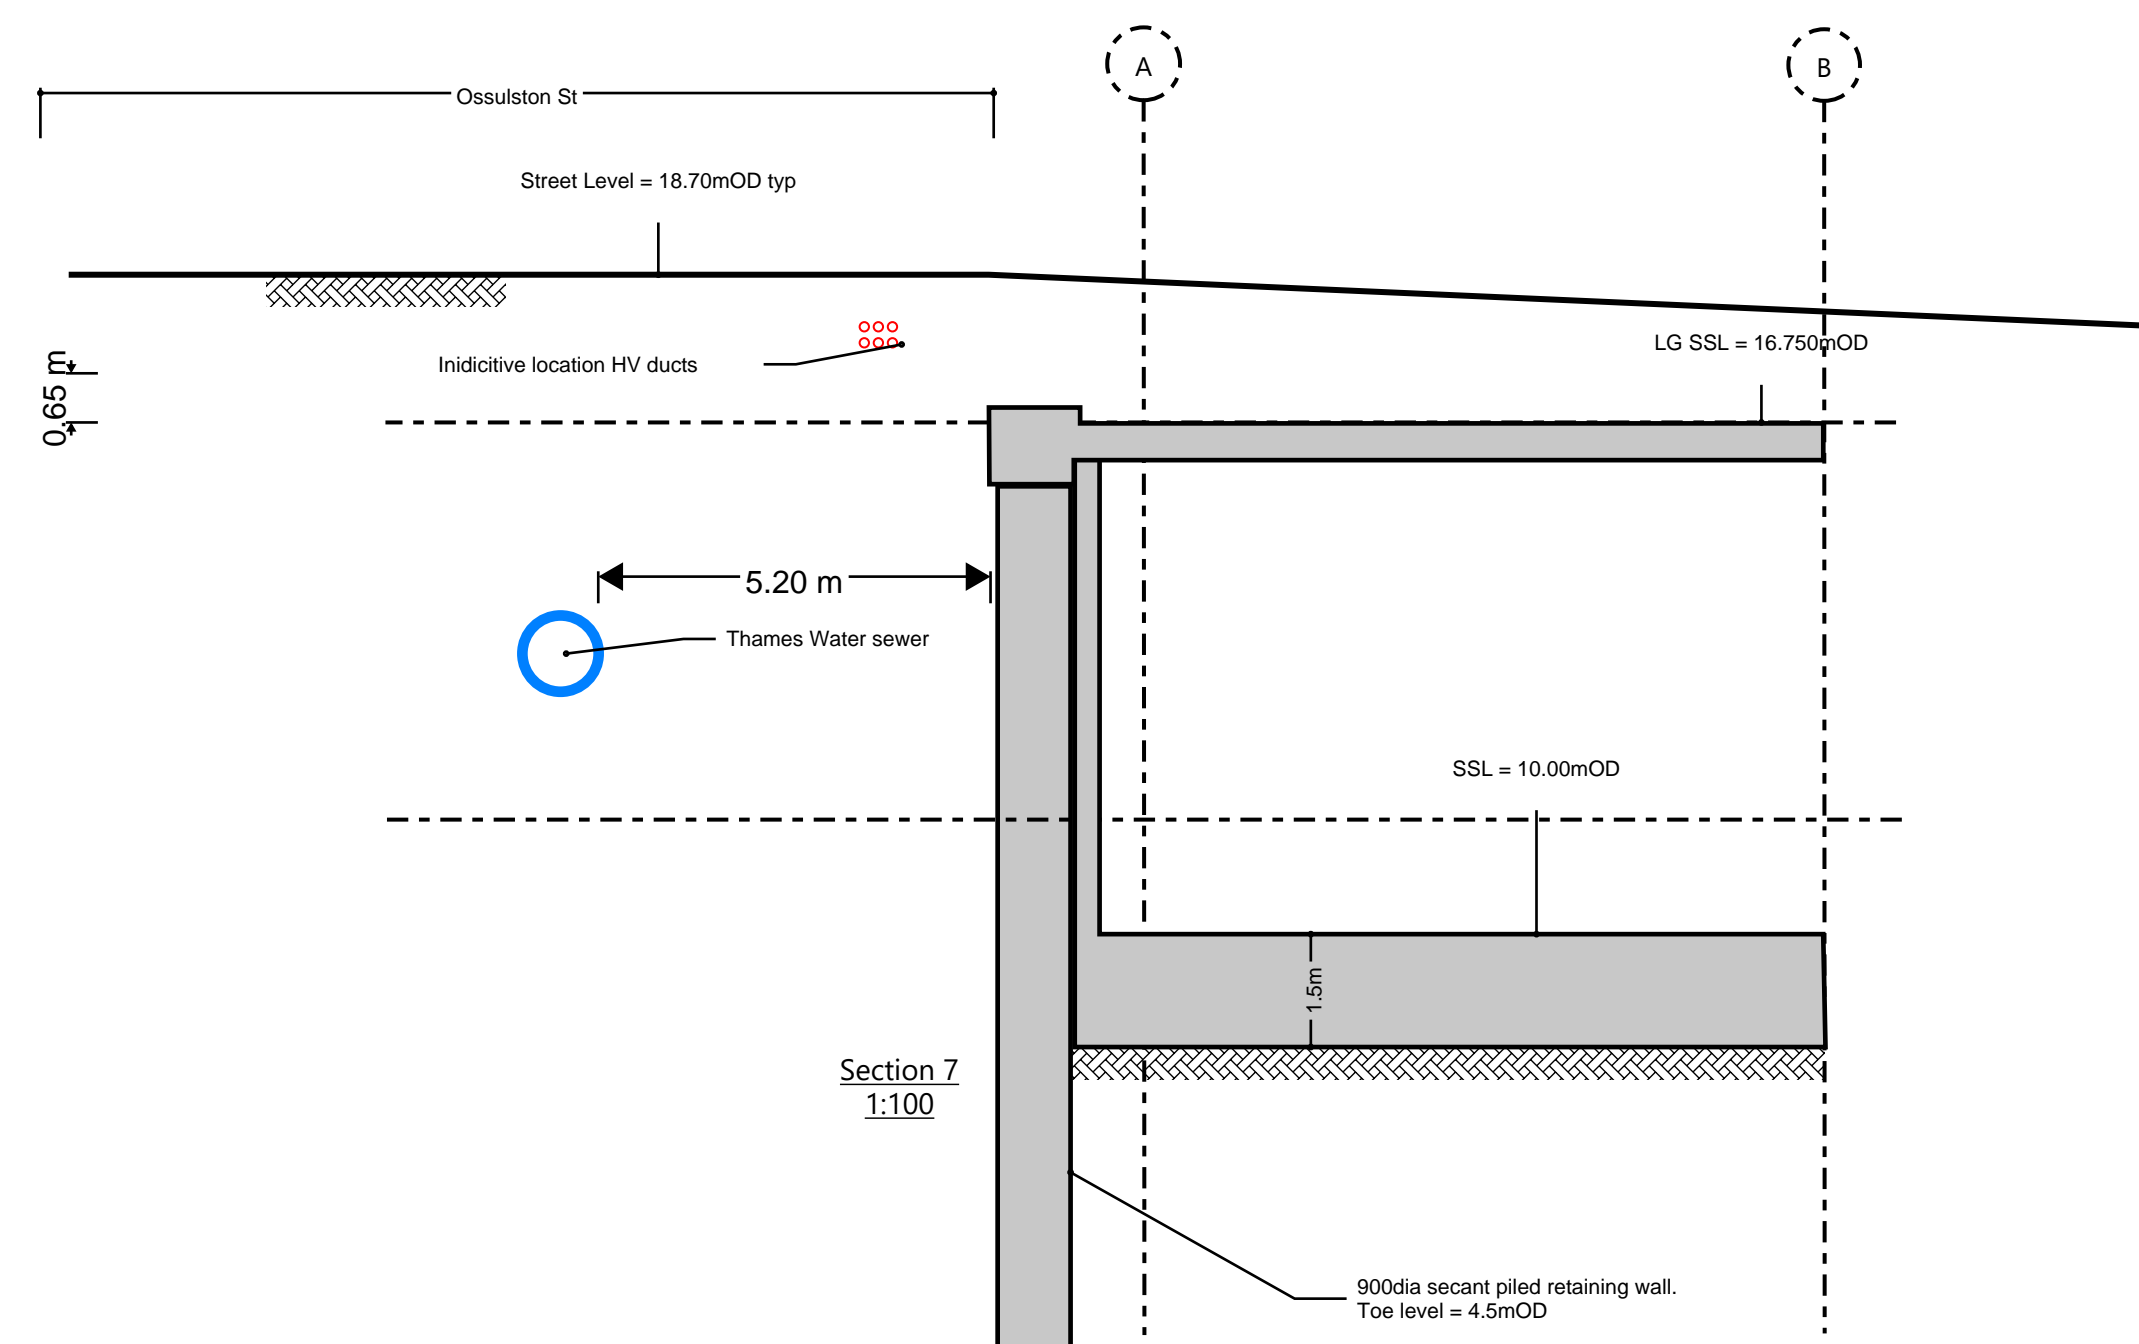 A
B
Ossulston St
Street Level = 18.70mOD typ
LG SSL = 16.750mOD
Inidicitive location HV ducts
0.65 m
5.20 m
Thames Water sewer
SSL = 10.00mOD
1.5m
Section 7
1:100
900dia secant piled retaining wall.
Toe level = 4.5mOD